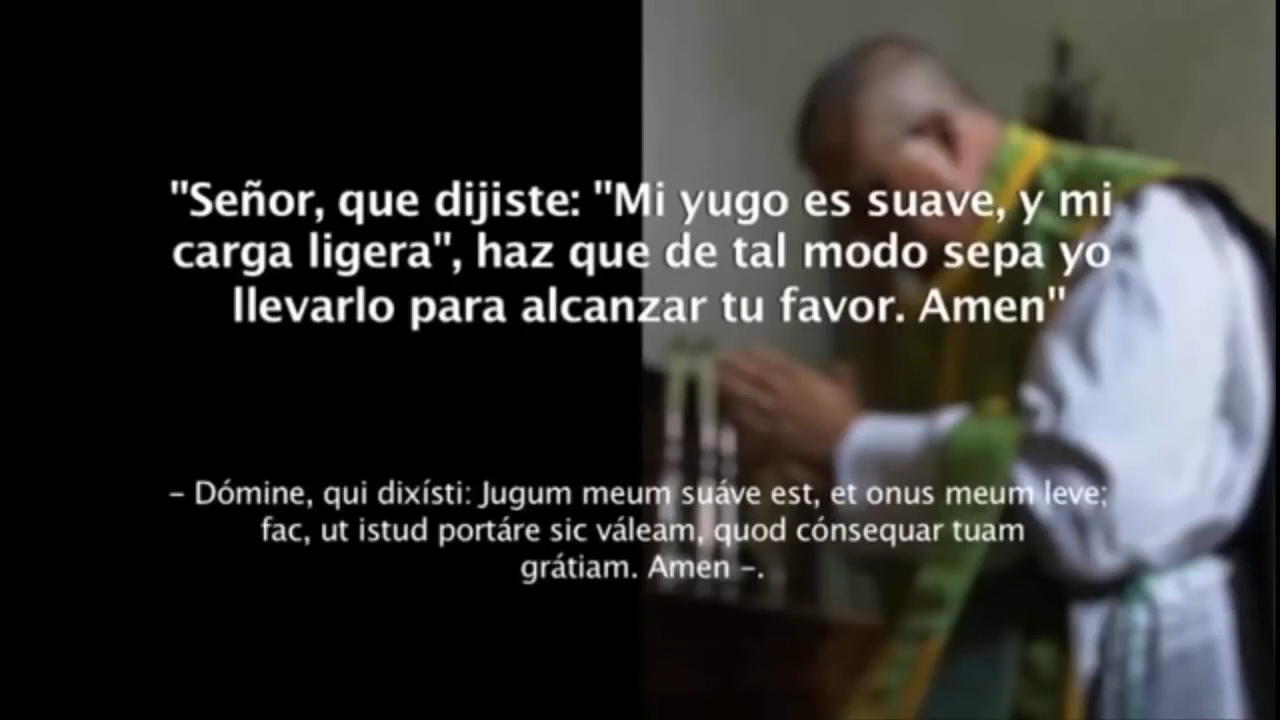 "Señor, que dijiste: "Mi yugo es suave, y mi
carga ligera", haz que de tal modo sepa yo
llevarlo para alcanzar tu favor. Amen"
– Dómine, qui dixísti: Jugum meum suáve est, et onus meum leve;
fac, ut istud portáre sic váleam, quod cónsequar tuam
grátiam. Amen –.